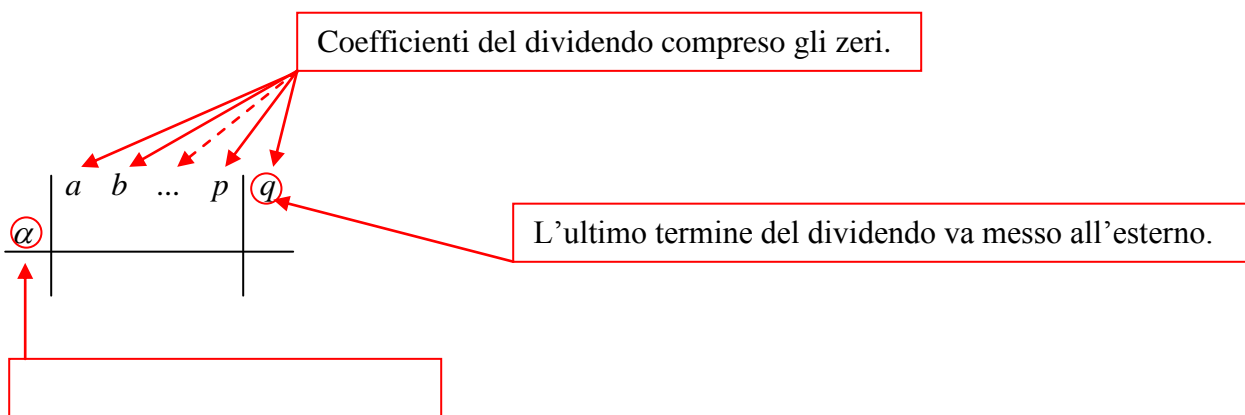 Coefficienti del dividendo compreso gli zeri.
a b ... p q
L’ultimo termine del dividendo va messo all’esterno.
α